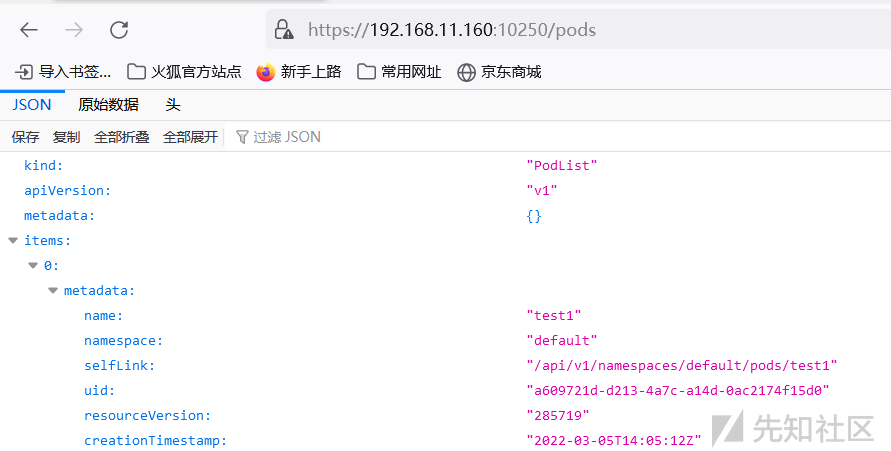 https://192.168.11.160:10250/pods
导入书签... 火狐官方站点 新手上路 常用网址 京东商城
JSON 原始数据 头
保存 复制 全部折叠 全部展开 过滤 JSON
kind: "PodList"
apiVersion: "v1"
metadata: {}
items:
0:
metadata:
name: "test1"
namespace: "default"
selfLink: "/api/v1/namespaces/default/pods/test1"
uid: "a609721d-d213-4a7c-a14d-0ac2174f15d0"
resourceVersion: "285719"
creationTimestamp: "2022-03-05T14:05:12Z"
先知社区